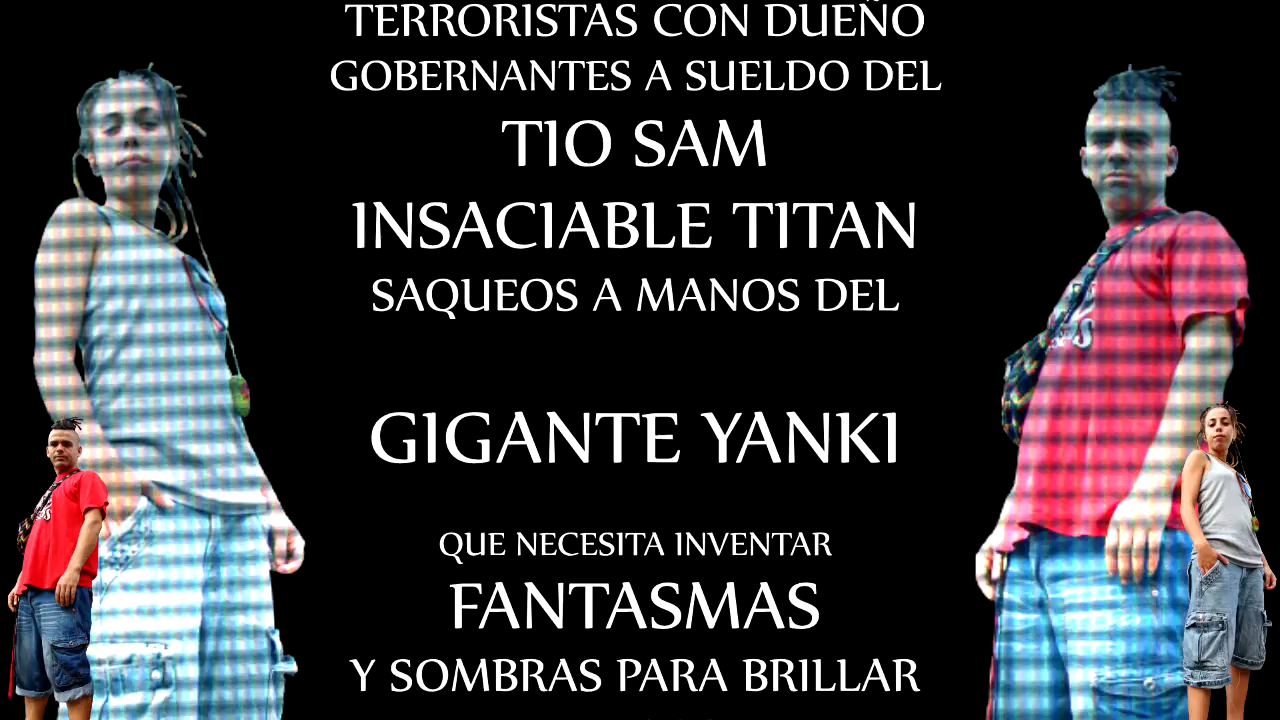 TERRORISTAS CON DUEÑO
GOBERNANTES A SUELDO DEL
TIO SAM
INSACIABLE TITAN
SAQUEOS A MANOS DEL
GIGANTE YANKI
QUE NECESITA INVENTAR
FANTASMAS
Y SOMBRAS PARA BRILLAR